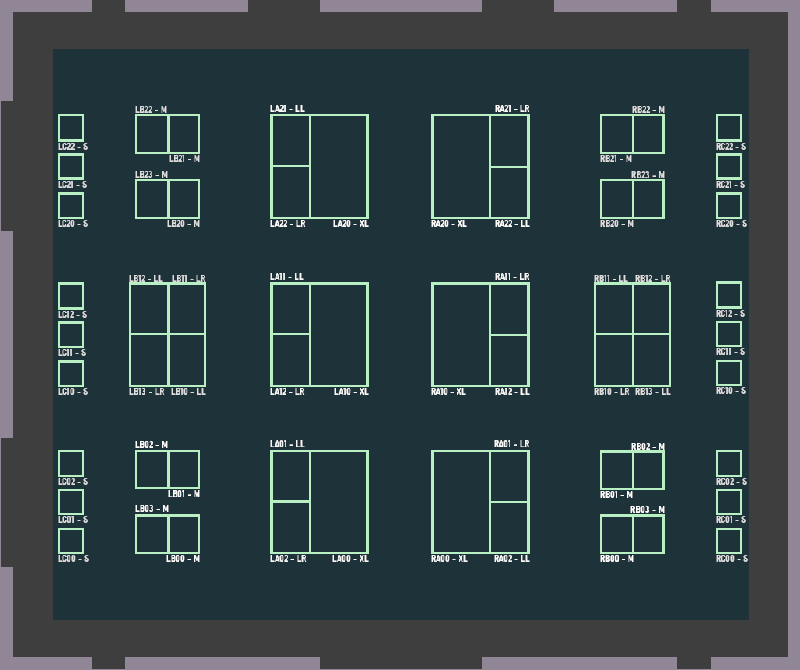 LB22 - M
LA21 - LL
RA21 - LR
RB22 - M
LC22 - S
LB21 - M
RB21 - M
RC22 - S
LB23 - M
RB23 - M
LC21 - S
RC21 - S
LC20 - S
LB20 - M
LA22 - LR
LA20 - XL
RA20 - XL
RA22 - LL
RB20 - M
RC20 - S
LB12 - LL
LB11 - LR
LA11 - LL
RA11 - LR
RB11 - LL
RB12 - LR
LC12 - S
RC12 - S
LC11 - S
RC11 - S
LC10 - S
LB13 - LR
LB10 - LL
LA12 - LR
LA10 - XL
RA10 - XL
RA12 - LL
RB10 - LR
RB13 - LL
RC10 - S
LB02 - M
LA01 - LL
RA01 - LR
RB02 - M
LC02 - S
RC02 - S
LB01 - M
RB01 - M
LB03 - M
RB03 - M
LC01 - S
RC01 - S
LC00 - S
LB00 - M
LA02 - LR
LA00 - XL
RA00 - XL
RA02 - LL
RB00 - M
RC00 - S